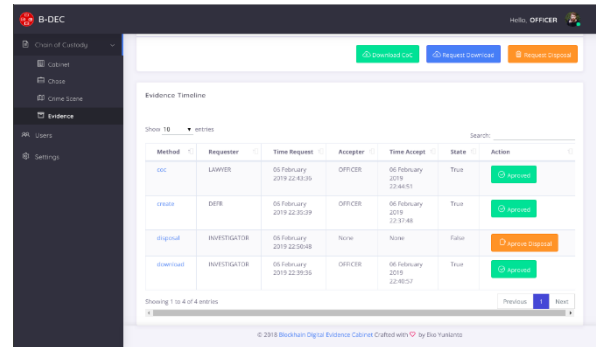 B-DEC
Hello, OFFICER
Chain of Custody
Cabinet
Chase
Crime Scene
Evidence
Users
Settings
Download CoC
Request Download
Request Disposal
Evidence Timeline
Show 10 entries
Search:
Method Requester Time Request Accepter Time Accept State Action
coc LAWYER 06 February 2019 22:43:36 OFFICER 06 February 2019 22:44:51 True Aproved
create DEFR 06 February 2019 22:35:39 OFFICER 06 February 2019 22:37:48 True Aproved
disposal INVESTIGATOR 06 February 2019 22:50:48 None None False Aprove Disposal
download INVESTIGATOR 06 February 2019 22:39:36 OFFICER 06 February 2019 22:40:57 True Aproved
Showing 1 to 4 of 4 entries
Previous 1 Next
© 2918 Blockhain Digital Evidence Cabinet Crafted with by Eko Yunianto